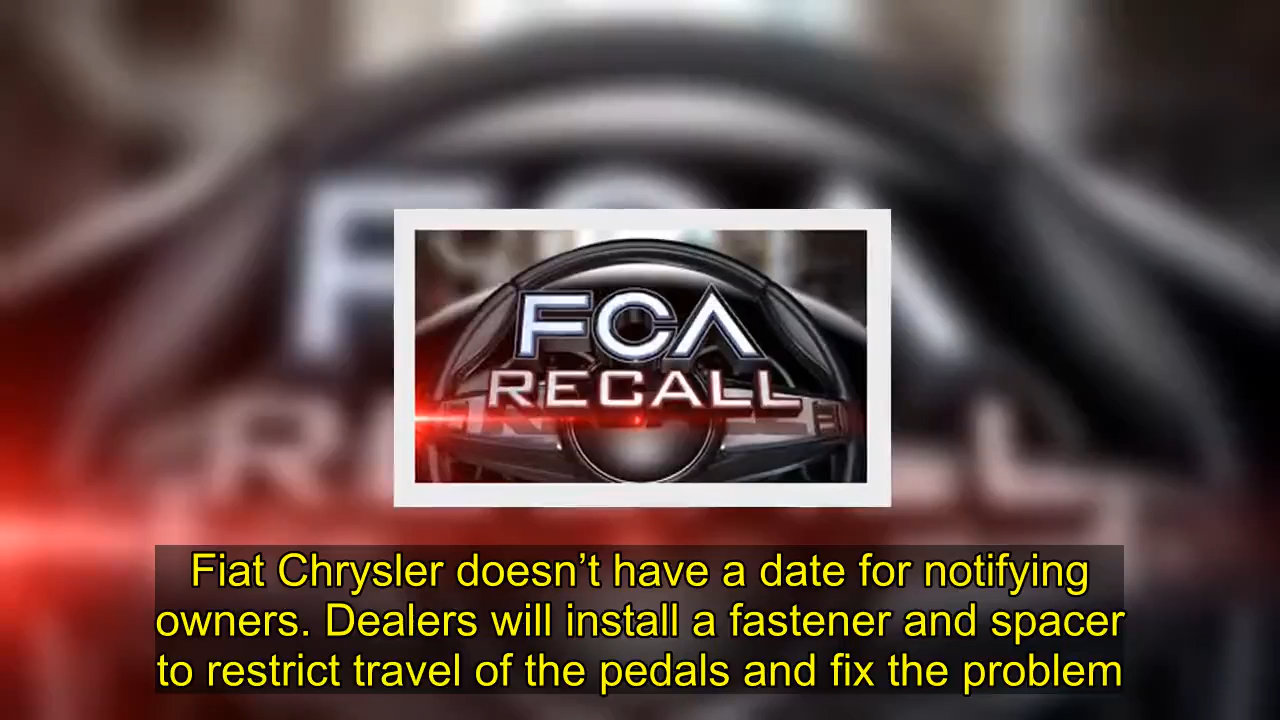 FCA
RECALL
Fiat Chrysler doesn’t have a date for notifying
owners. Dealers will install a fastener and spacer
to restrict travel of the pedals and fix the problem